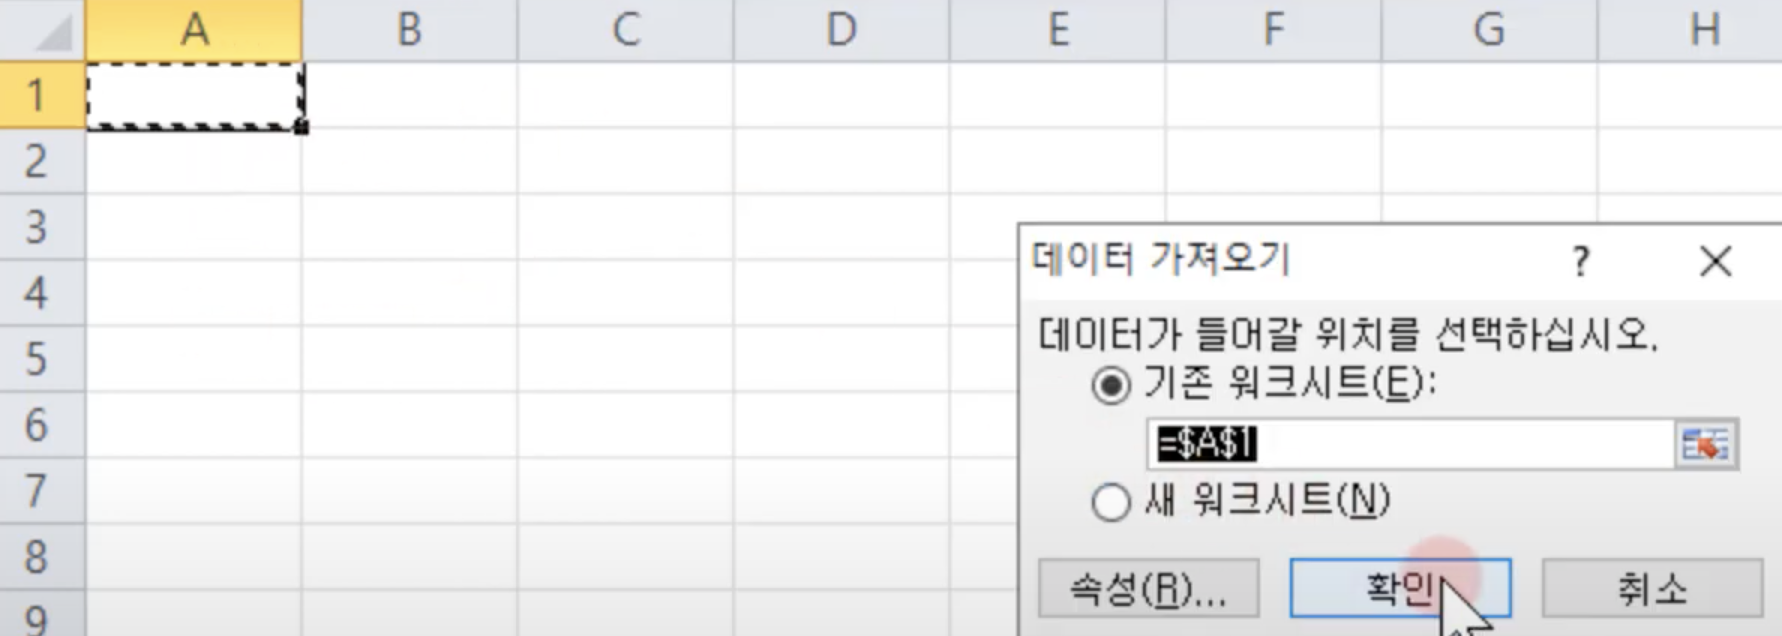 A B C D E F G H
1
2
3
데이터 가져오기 ?
4
데이터가 들어갈 위치를 선택하십시오.
5
기존 워크시트(E):
6
=$A$1
7
새 워크시트(N)
8
속성(R)... 확인 취소
9